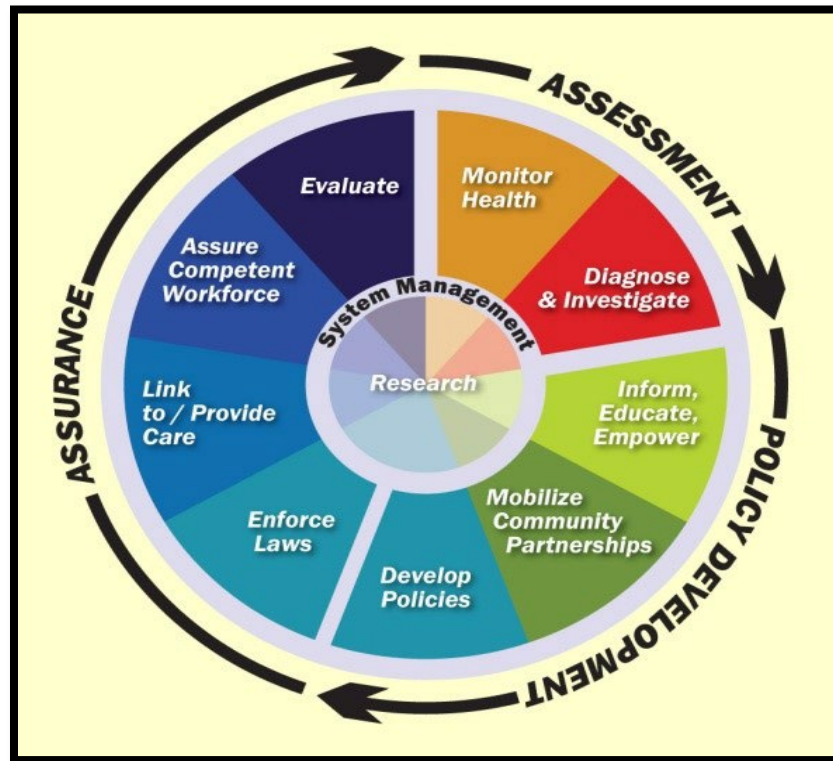 ASSESSMENT
Monitor
Health
Diagnose
& Investigate
POLICY DEVELOPMENT
Inform,
Educate,
Empower
Mobilize
Community
Partnerships
Develop
Policies
ASSURANCE
Enforce
Laws
Link
to / Provide
Care
Assure
Competent
Workforce
Evaluate
System Management
Research